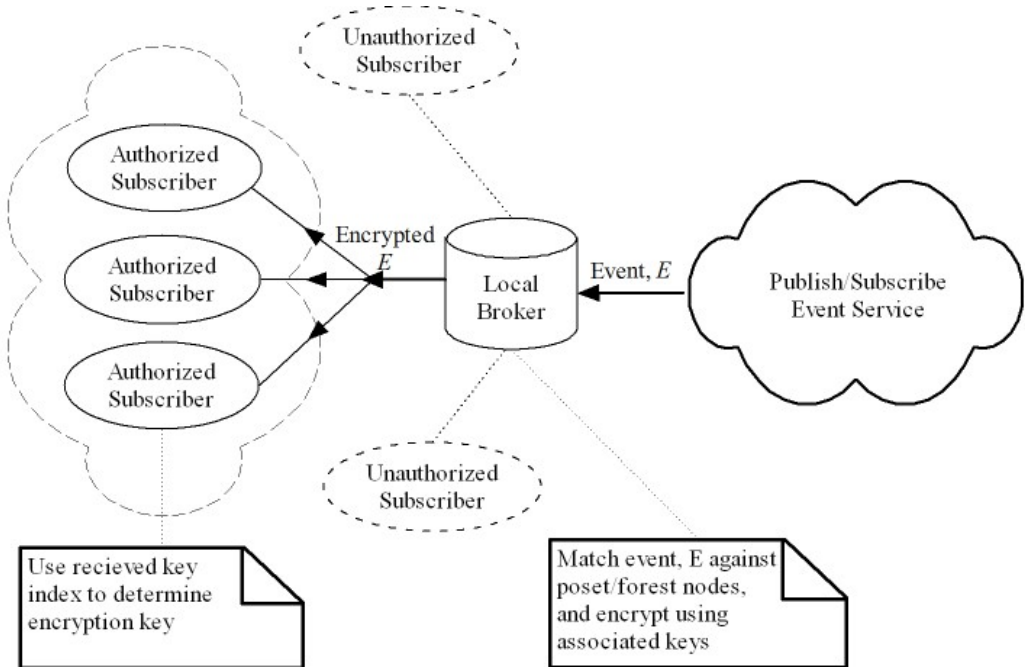 Unauthorized
Subscriber
Authorized
Subscriber
Encrypted
E
Authorized
Subscriber
Local
Broker
Event, E
Publish/Subscribe
Event Service
Authorized
Subscriber
Unauthorized
Subscriber
Use recieved key
index to determine
encryption key
Match event, E against
poset/forest nodes,
and encrypt using
associated keys